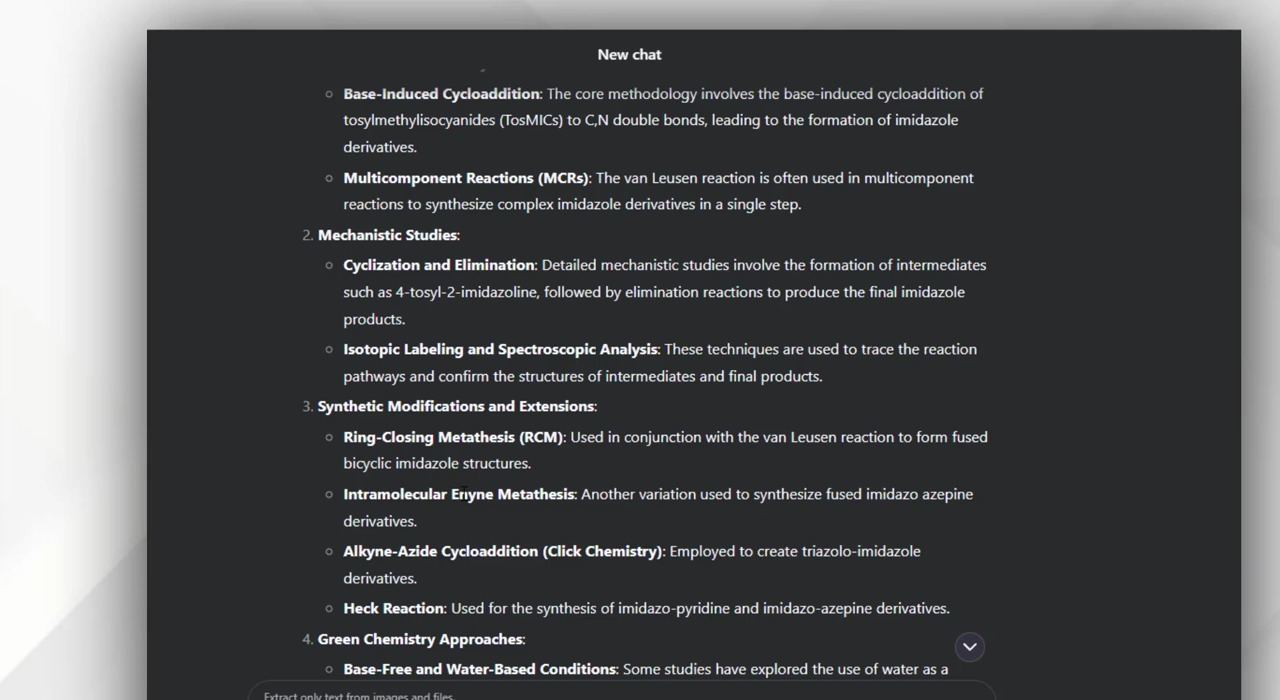 New chat
Base-Induced Cycloaddition: The core methodology involves the base-induced cycloaddition of
tosylmethylisocyanides (TosMICs) to C,N double bonds, leading to the formation of imidazole
derivatives.
Multicomponent Reactions (MCRs): The van Leusen reaction is often used in multicomponent
reactions to synthesize complex imidazole derivatives in a single step.
2. Mechanistic Studies:
Cyclization and Elimination: Detailed mechanistic studies involve the formation of intermediates
such as 4-tosyl-2-imidazoline, followed by elimination reactions to produce the final imidazole
products.
Isotopic Labeling and Spectroscopic Analysis: These techniques are used to trace the reaction
pathways and confirm the structures of intermediates and final products.
3. Synthetic Modifications and Extensions:
Ring-Closing Metathesis (RCM): Used in conjunction with the van Leusen reaction to form fused
bicyclic imidazole structures.
Intramolecular Enyne Metathesis: Another variation used to synthesize fused imidazo azepine
derivatives.
Alkyne-Azide Cycloaddition (Click Chemistry): Employed to create triazolo-imidazole
derivatives.
Heck Reaction: Used for the synthesis of imidazo-pyridine and imidazo-azepine derivatives.
4. Green Chemistry Approaches:
Base-Free and Water-Based Conditions: Some studies have explored the use of water as a
Extract only text from images and files.